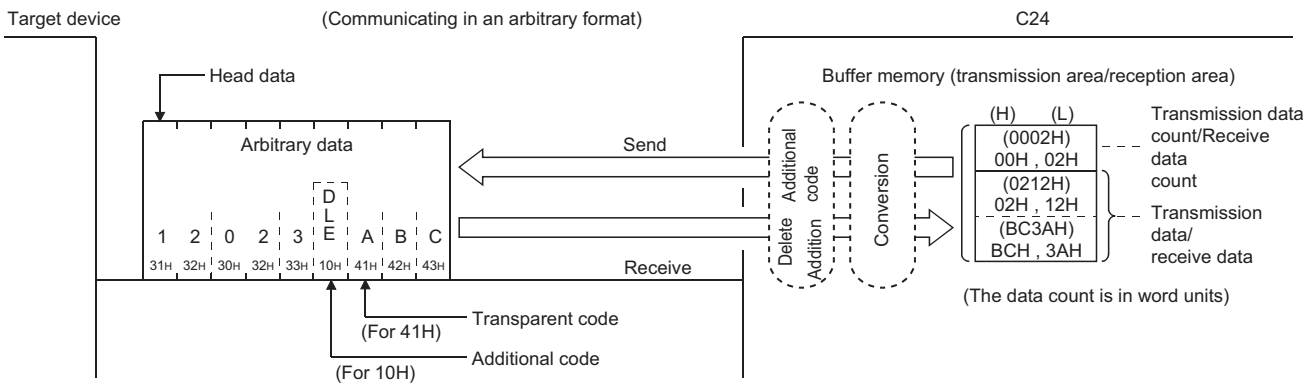 Target device
(Communicating in an arbitrary format)
C24
Head data
Buffer memory (transmission area/reception area)
Arbitrary data
Send
Receive
D
L
E
1 2 0 2 3 A B C
31H 32H 30H 32H 33H 10H 41H 42H 43H
Additional
code
Delete
Addition
Conversion
(H) (L)
(0002H)
00H , 02H
(0212H)
02H , 12H
(BC3AH)
BCH , 3AH
Transmission data
count/Receive
data
count
Transmission
data/
receive data
(The data count is in word units)
Transparent code
(For 41H)
Additional code
(For 10H)